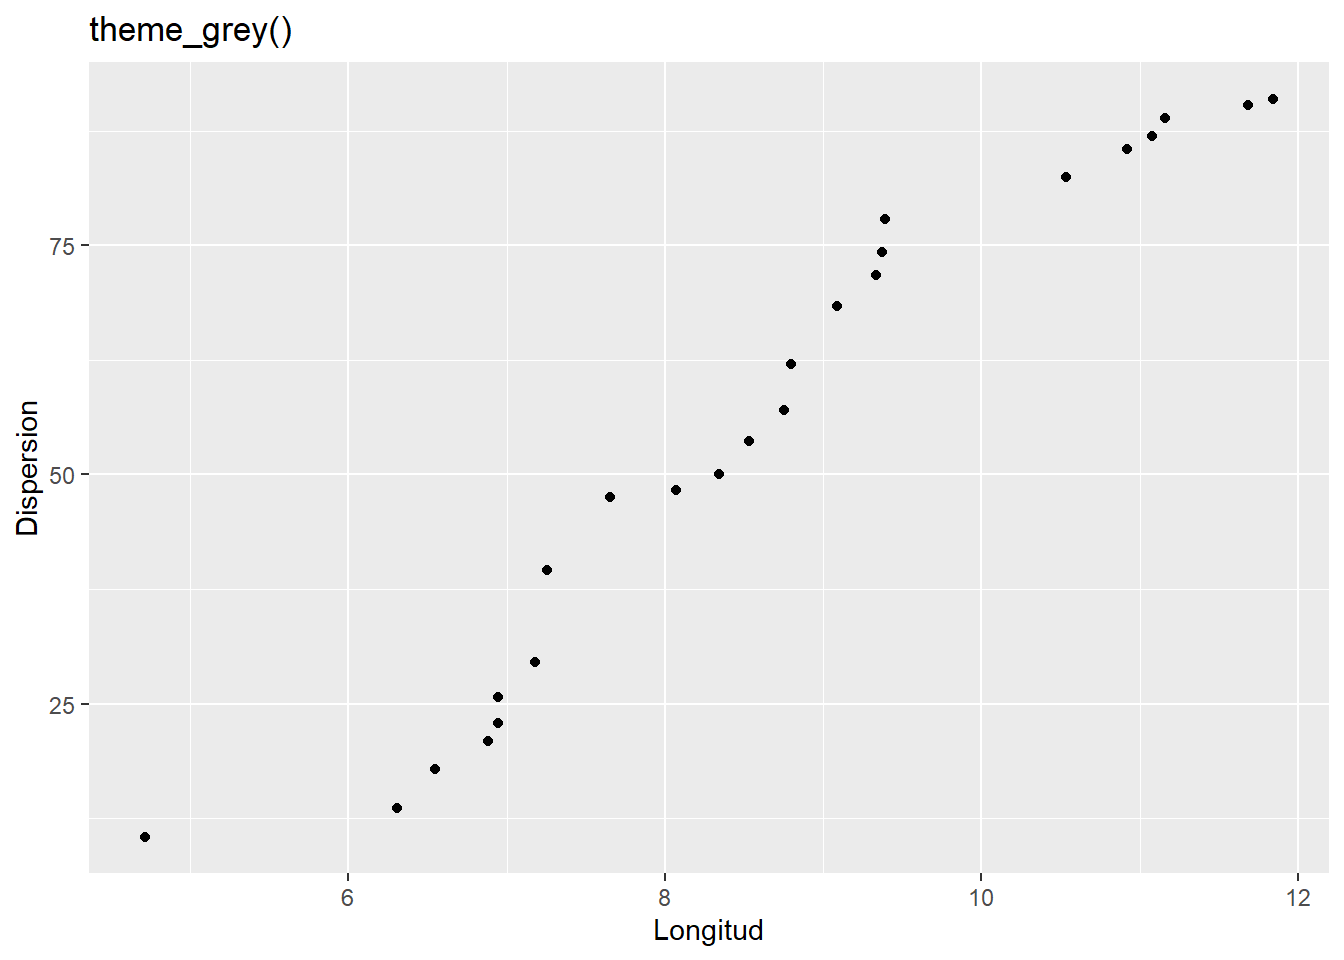 theme_grey()
75
50
25
Dispersion
6 8 10 12
Longitud